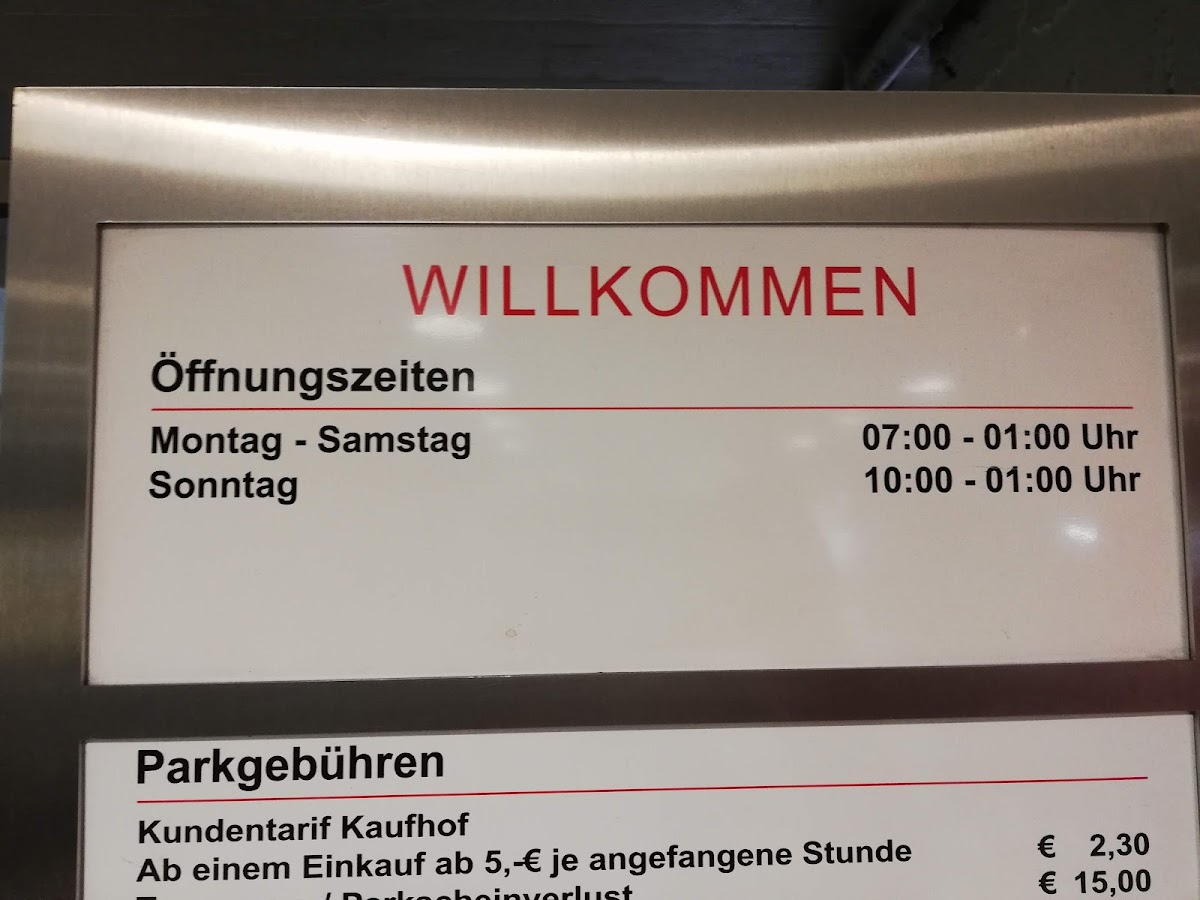 WILLKOMMEN
Öffnungszeiten
Montag - Samstag 07:00 - 01:00 Uhr
Sonntag 10:00 - 01:00 Uhr
Parkgebühren
Kundentarif Kaufhof
Ab einem Einkauf ab 5,-€ je angefangene Stunde € 2,30
/ Parkscheinverlust € 15,00